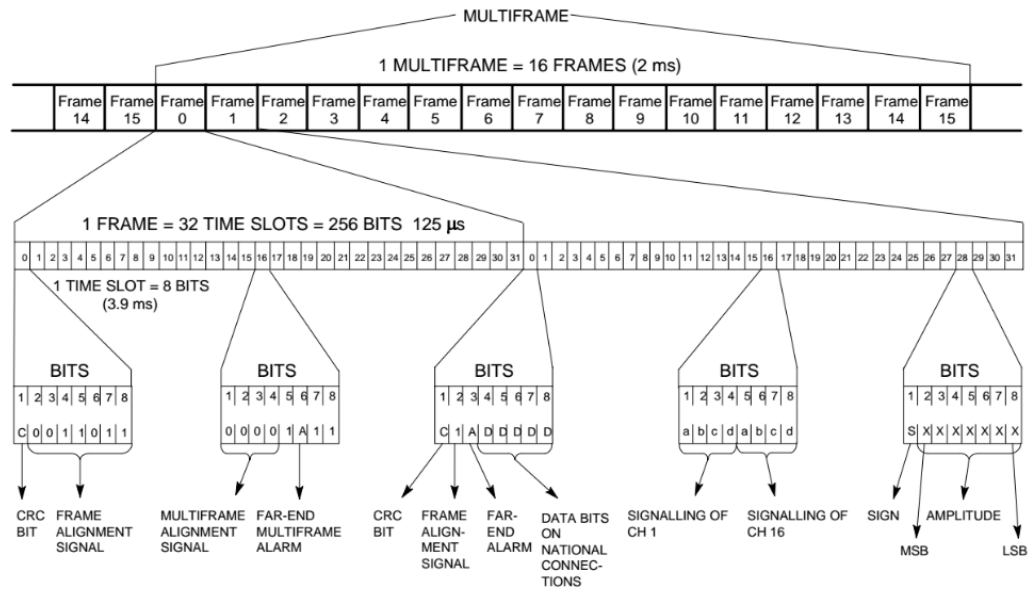 MULTIFRAME
1 MULTIFRAME = 16 FRAMES (2 ms)
Frame 14 Frame 15 Frame 0 Frame 1 Frame 2 Frame 3 Frame 4 Frame 5 Frame 6 Frame 7 Frame 8 Frame 9 Frame 10 Frame 11 Frame 12 Frame 13 Frame 14 Frame 15
1 FRAME = 32 TIME SLOTS = 256 BITS 125 μs
0 1 2 3 4 5 6 7 8 9 10 11 12 13 14 15 16 17 18 19 20 21 22 23 24 25 26 27 28 29 30 31 0 1 2 3 4 5 6 7 8 9 10 11 12 13 14 15 16 17 18 19 20 21 22 23 24 25 26 27 28 29 30 31
1 TIME SLOT = 8 BITS
(3.9 ms)
BITS
1 2 3 4 5 6 7 8
C 0 0 1 1 0 1 1
CRC
BIT
FRAME
ALIGNMENT
SIGNAL
BITS
1 2 3 4 5 6 7 8
0 0 0 0 1 A 1 1
MULTIFRAME
ALIGNMENT
SIGNAL
FAR-END
MULTIFRAME
ALARM
BITS
1 2 3 4 5 6 7 8
C 1 A D D D D D
CRC
BIT
FRAME
ALIGN-
MENT
SIGNAL
FAR-
END
ALARM
DATA BITS
ON
NATIONAL
CONNEC-
TIONS
BITS
1 2 3 4 5 6 7 8
a b c d a b c d
SIGNALLING OF
CH 1
SIGNALLING OF
CH 16
BITS
1 2 3 4 5 6 7 8
S X X X X X X X
SIGN
AMPLITUDE
MSB
LSB